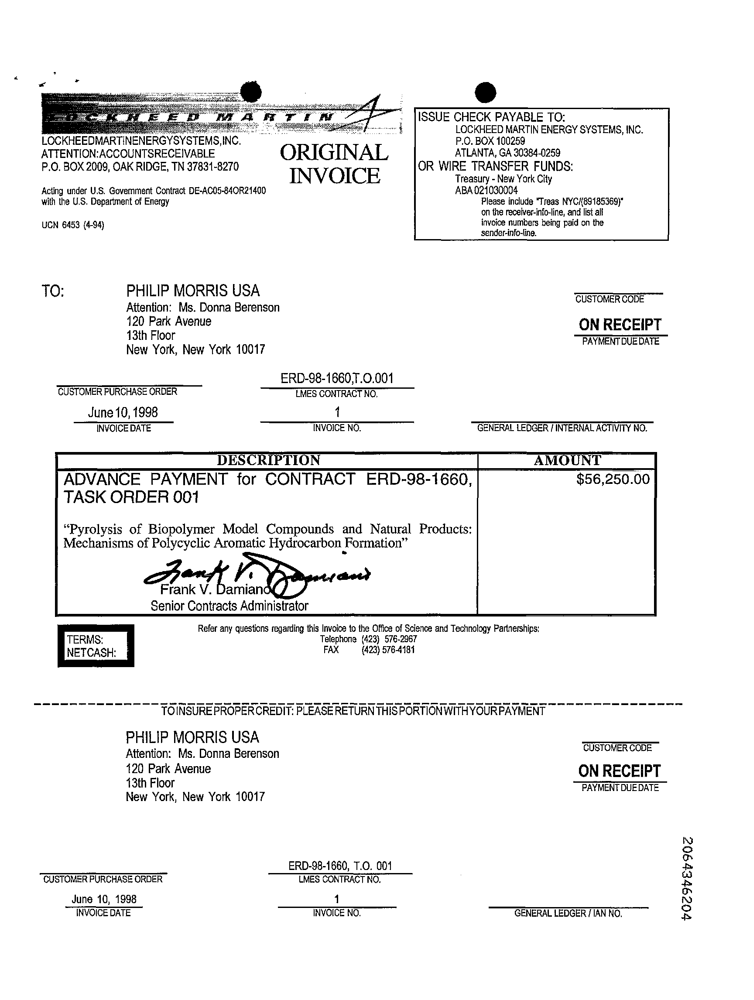 LOCKHEED MARTIN
LOCKHEEDMARTINENERGYSYSTEMS,INC.
ATTENTION:ACCOUNTSRECEIVABLE
P.O. BOX 2009, OAK RIDGE, TN 37831-8270
Acting under U.S. Government Contract DE-AC05-84OR21400
with the U.S. Department of Energy
UCN 6453 (4-94)
ORIGINAL
INVOICE
ISSUE CHECK PAYABLE TO:
LOCKHEED MARTIN ENERGY SYSTEMS, INC.
P.O. BOX 100259
ATLANTA, GA 30384-0259
OR WIRE TRANSFER FUNDS:
Treasury - New York City
ABA 021030004
Please include "Treas NYC/(89185369)"
on the receiver-info-line, and list all
invoice numbers being paid on the
sender-info-line.
TO:
PHILIP MORRIS USA
Attention: Ms. Donna Berenson
120 Park Avenue
13th Floor
New York, New York 10017
CUSTOMER CODE
ON RECEIPT
PAYMENT DUE DATE
CUSTOMER PURCHASE ORDER
ERD-98-1660,T.O.001
LMES CONTRACT NO.
June 10, 1998
INVOICE DATE
1
INVOICE NO.
GENERAL LEDGER / INTERNAL ACTIVITY NO.
DESCRIPTION
AMOUNT
ADVANCE PAYMENT for CONTRACT ERD-98-1660,
TASK ORDER 001
$56,250.00
"Pyrolysis of Biopolymer Model Compounds and Natural Products:
Mechanisms of Polycyclic Aromatic Hydrocarbon Formation"
Frank V. Damiano
Frank V. Damiano
Senior Contracts Administrator
TERMS:
NETCASH:
Refer any questions regarding this invoice to the Office of Science and Technology Partnerships:
Telephone (423) 576-2967
FAX (423) 576-4181
TO INSURE PROPER CREDIT: PLEASE RETURN THIS PORTION WITH YOUR PAYMENT
PHILIP MORRIS USA
Attention: Ms. Donna Berenson
120 Park Avenue
13th Floor
New York, New York 10017
CUSTOMER CODE
ON RECEIPT
PAYMENT DUE DATE
CUSTOMER PURCHASE ORDER
ERD-98-1660, T.O. 001
LMES CONTRACT NO.
June 10, 1998
INVOICE DATE
1
INVOICE NO.
GENERAL LEDGER / IAN NO.
2064346204